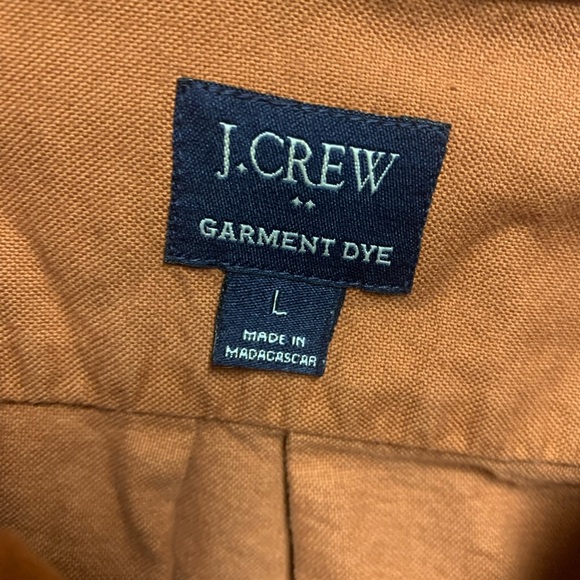 J.CREW
GARMENT DYE
L
MADE IN
MADAGASCAR